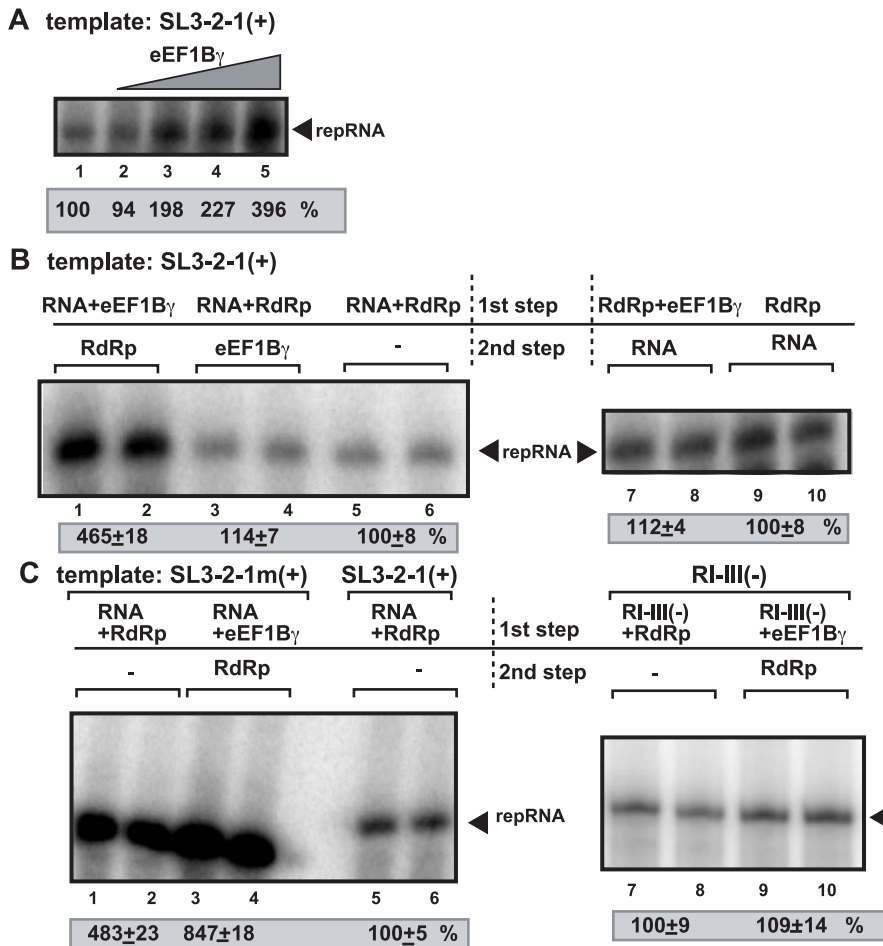 A template: SL3-2-1(+)
eEF1Bγ
repRNA
1 2 3 4 5
100 94 198 227 396 %
B template: SL3-2-1(+)
RNA+eEF1Bγ RNA+RdRp RNA+RdRp 1st step RdRp+eEF1Bγ RdRp
RdRp eEF1Bγ - 2nd step RNA RNA
repRNA
1 2 3 4 5 6 7 8 9 10
465±18 114±7 100±8 % 112±4 100±8 %
C template: SL3-2-1m(+) SL3-2-1(+) RI-III(-)
RNA RNA RNA RI-III(-) RI-III(-)
+RdRp +eEF1Bγ +RdRp 1st step +RdRp +eEF1Bγ
- RdRp - 2nd step - RdRp
repRNA
1 2 3 4 5 6 7 8 9 10
483±23 847±18 100±5 % 100±9 109±14 %